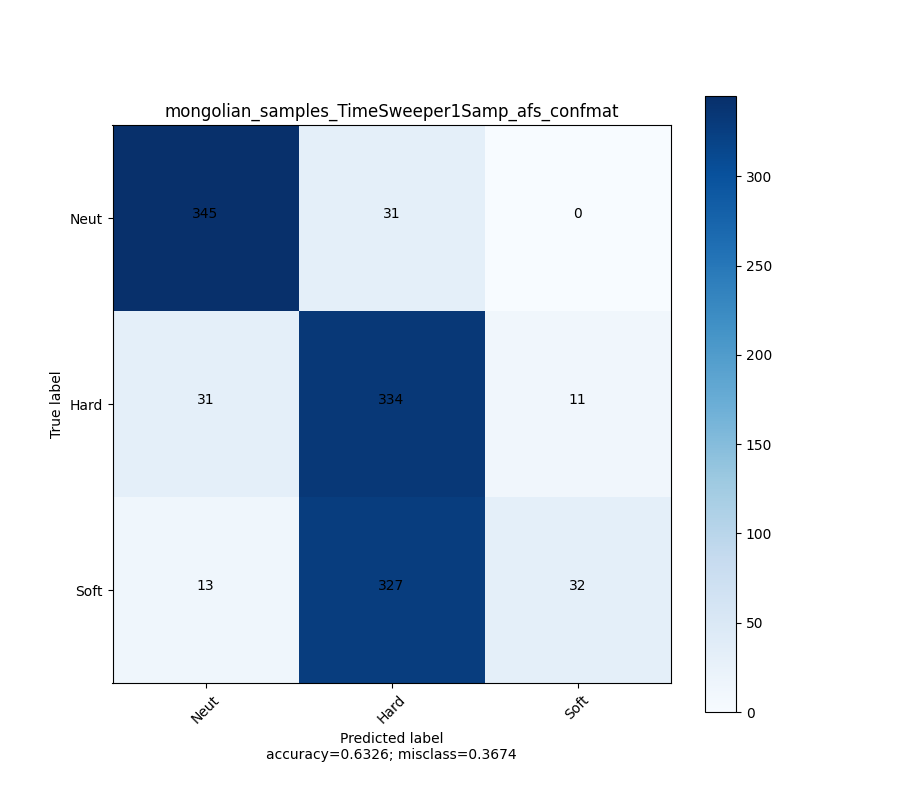 mongolian_samples_TimeSweeper1Samp_afs_confmat
Neut 345 31 0
Hard 31 334 11
Soft 13 327 32
True label
Neut Hard Soft
Predicted label
accuracy=0.6326; misclass=0.3674
300
250
200
150
100
50
0